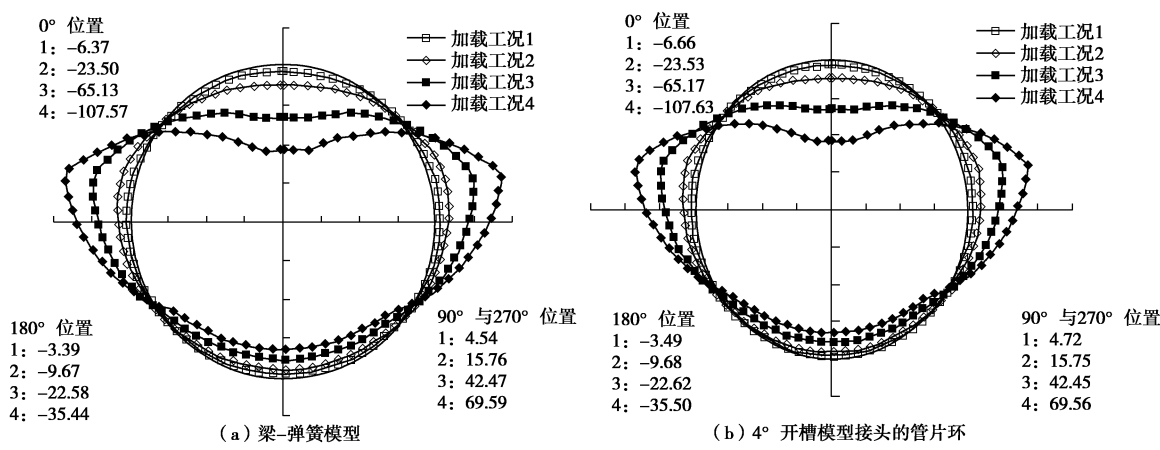 0° 位置
1：-6.37
2：-23.50
3：-65.13
4：-107.57
加载工况1
加载工况2
加载工况3
加载工况4
180° 位置
1：-3.39
2：-9.67
3：-22.58
4：-35.44
90° 与270° 位置
1：4.54
2：15.76
3：42.47
4：69.59
（a）梁-弹簧模型
0° 位置
1：-6.66
2：-23.53
3：-65.17
4：-107.63
加载工况1
加载工况2
加载工况3
加载工况4
180° 位置
1：-3.49
2：-9.68
3：-22.62
4：-35.50
90° 与270° 位置
1：4.72
2：15.75
3：42.45
4：69.56
（b）4° 开槽模型接头的管片环